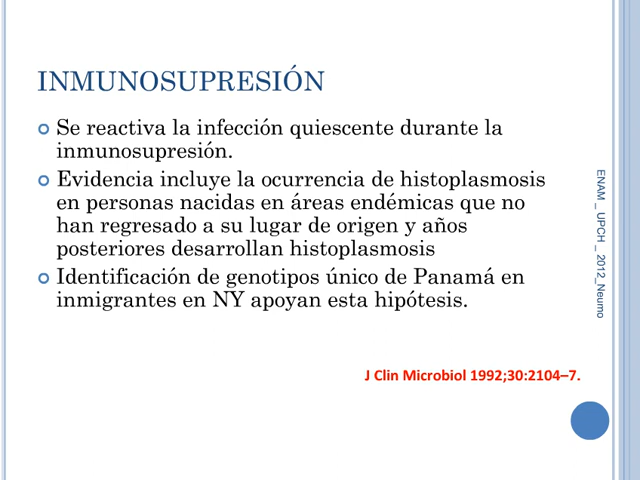 INMUNOSUPRESIÓN
Se reactiva la infección quiescente durante la
inmunosupresión.
Evidencia incluye la ocurrencia de histoplasmosis
en personas nacidas en áreas endémicas que no
han regresado a su lugar de origen y años
posteriores desarrollan histoplasmosis
Identificación de genotipos único de Panamá en
inmigrantes en NY apoyan esta hipótesis.
J Clin Microbiol 1992;30:2104–7.
ENAM _ UPCH _ 2012_Neumo